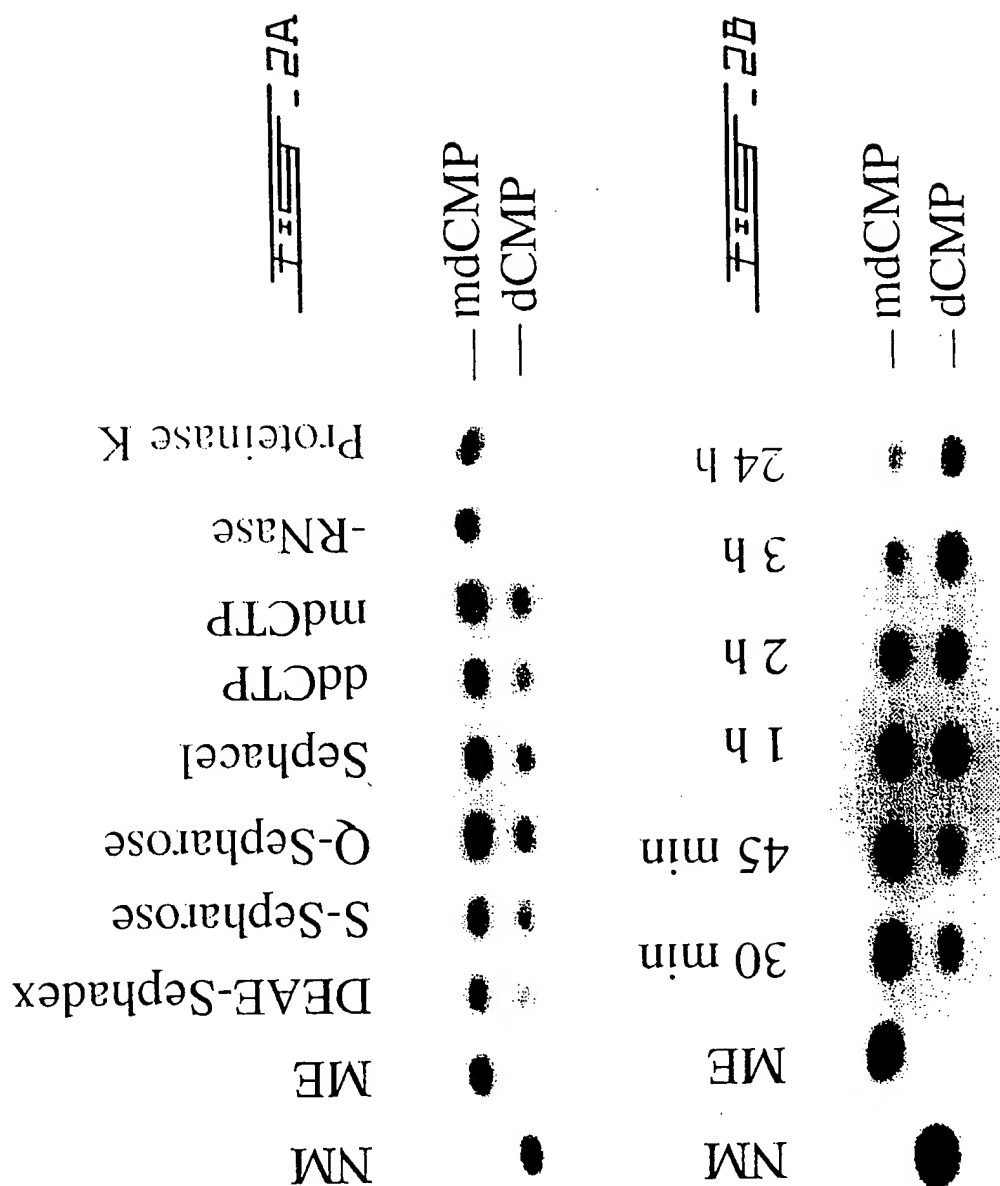 FIG-2A
NM
ME
DEAE-Sephadex
S-Sepharose
Q-Sepharose
Sephacel
ddCTP
mdCTP
-RNase
Proteinase K
mdCMP
dCMP
FIG-2B
NM
ME
30 min
45 min
1 h
2 h
3 h
24 h
mdCMP
dCMP